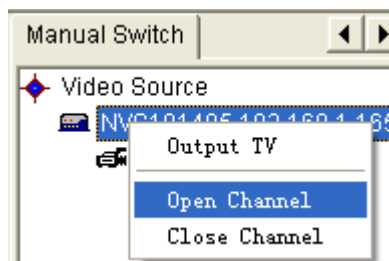 Manual Switch
Video Source
Output TV
Open Channel
Close Channel